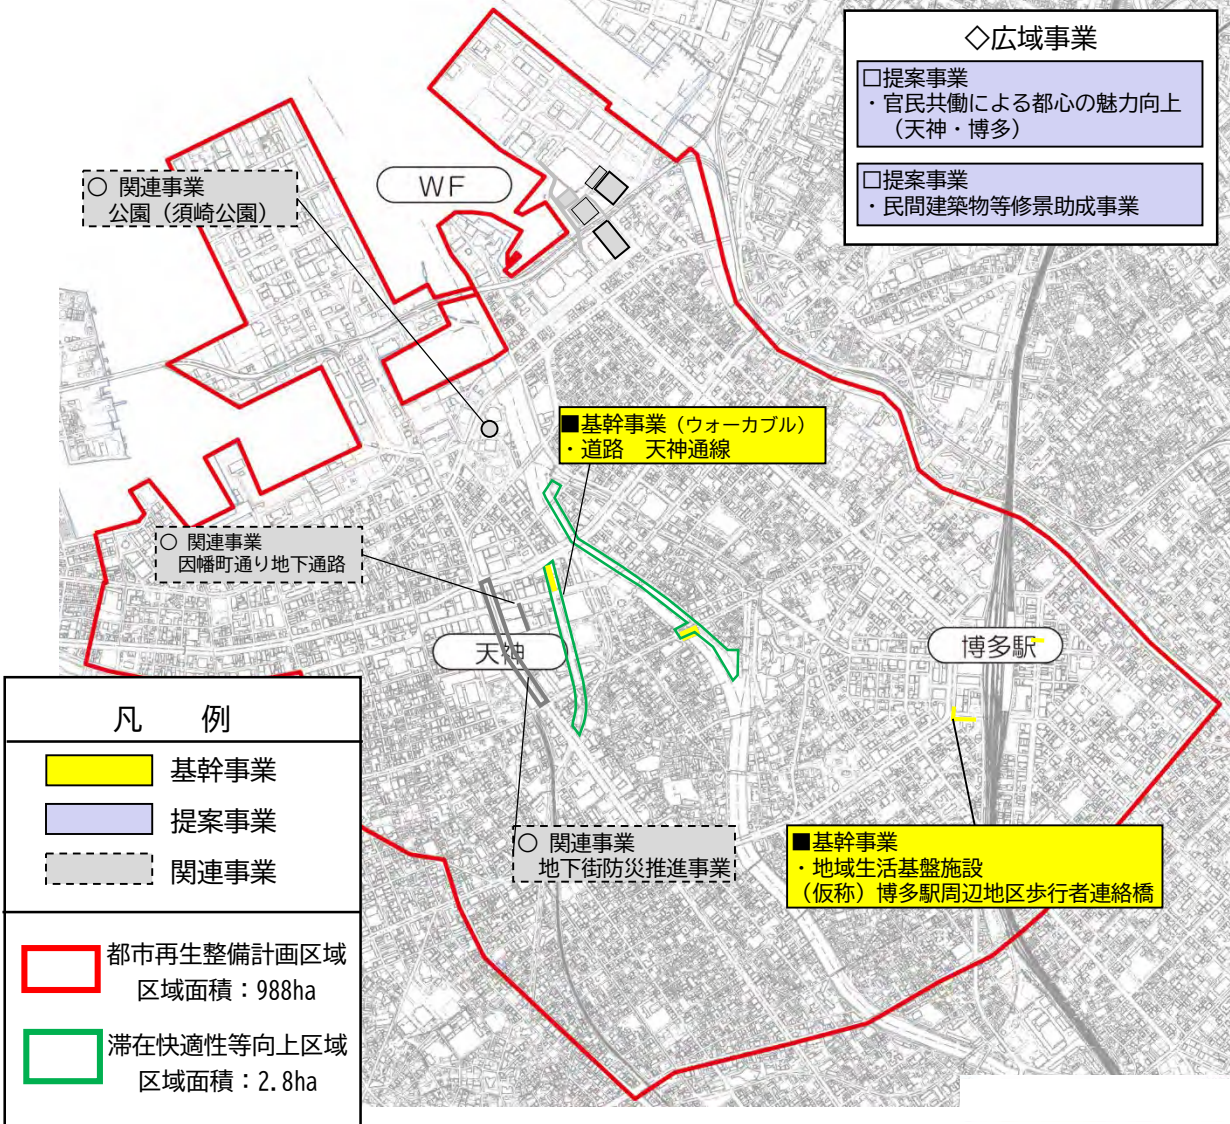 ◇広域事業
□提案事業
・官民共働による都心の魅力向上
（天神・博多）
□提案事業
・民間建築物等修景助成事業
○ 関連事業
公園（須崎公園）
WF
■基幹事業（ウォーカブル）
・道路　天神通線
○ 関連事業
因幡町通り地下通路
天神
博多駅
○ 関連事業
地下街防災推進事業
■基幹事業
・地域生活基盤施設
（仮称）博多駅周辺地区歩行者連絡橋
凡　例
基幹事業
提案事業
関連事業
都市再生整備計画区域
区域面積：988ha
滞在快適性等向上区域
区域面積：2.8ha